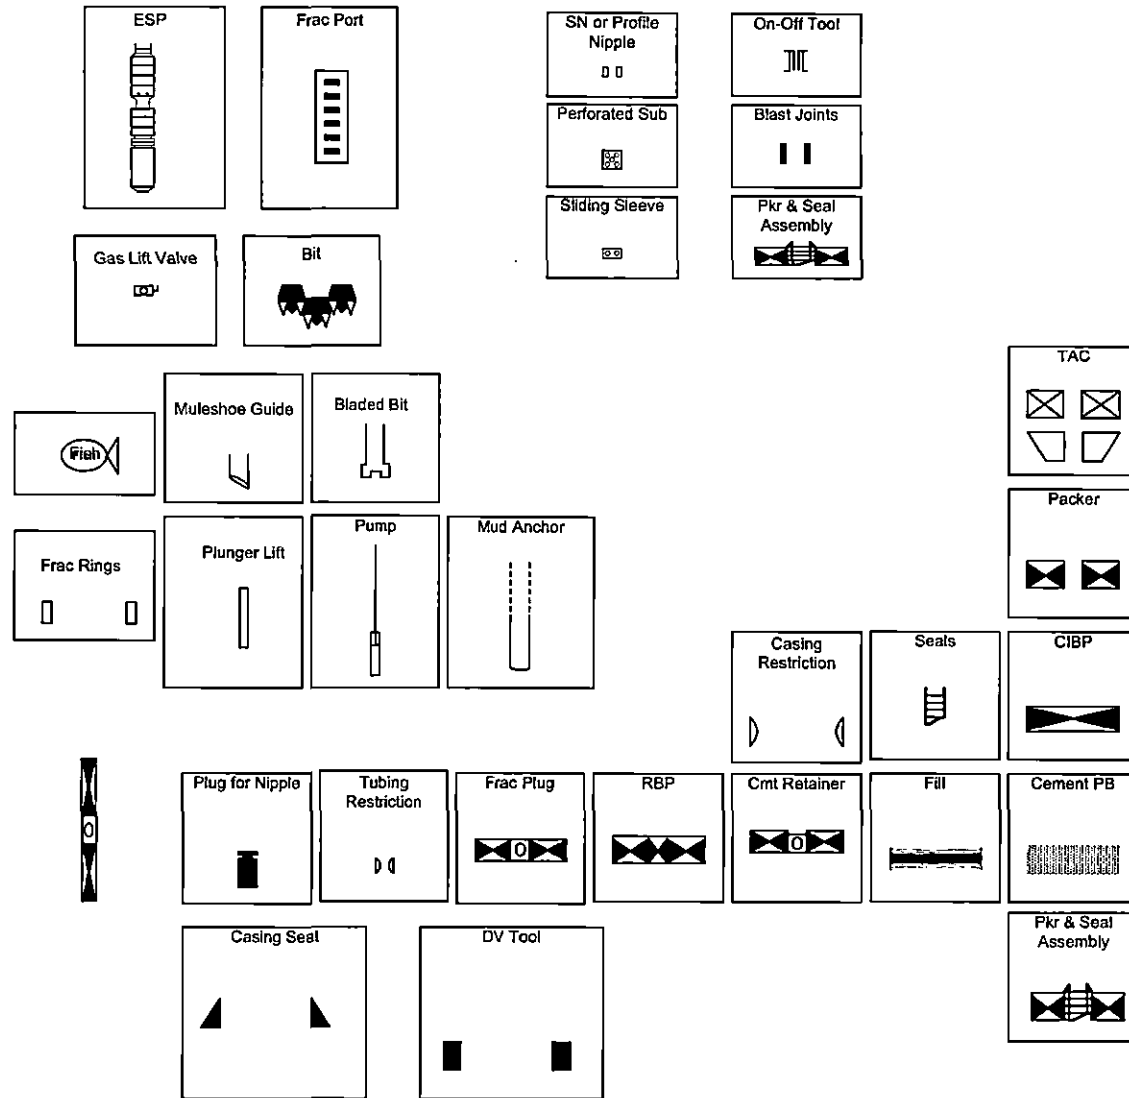 ESP
Frac Port
SN or Profile
Nipple
On-Off Tool
Perforated Sub
Blast Joints
Sliding Sleeve
Pkr & Seal
Assembly
Gas Lift Valve
Bit
TAC
Fish
Muleshoe Guide
Bladed Bit
Packer
Frac Rings
Plunger Lift
Pump
Mud Anchor
Casing
Restriction
Seals
CIBP
Plug for Nipple
Tubing
Restriction
Frac Plug
RBP
Cmt Retainer
Fill
Cement PB
O
O
O
Casing Seal
DV Tool
Pkr & Seal
Assembly